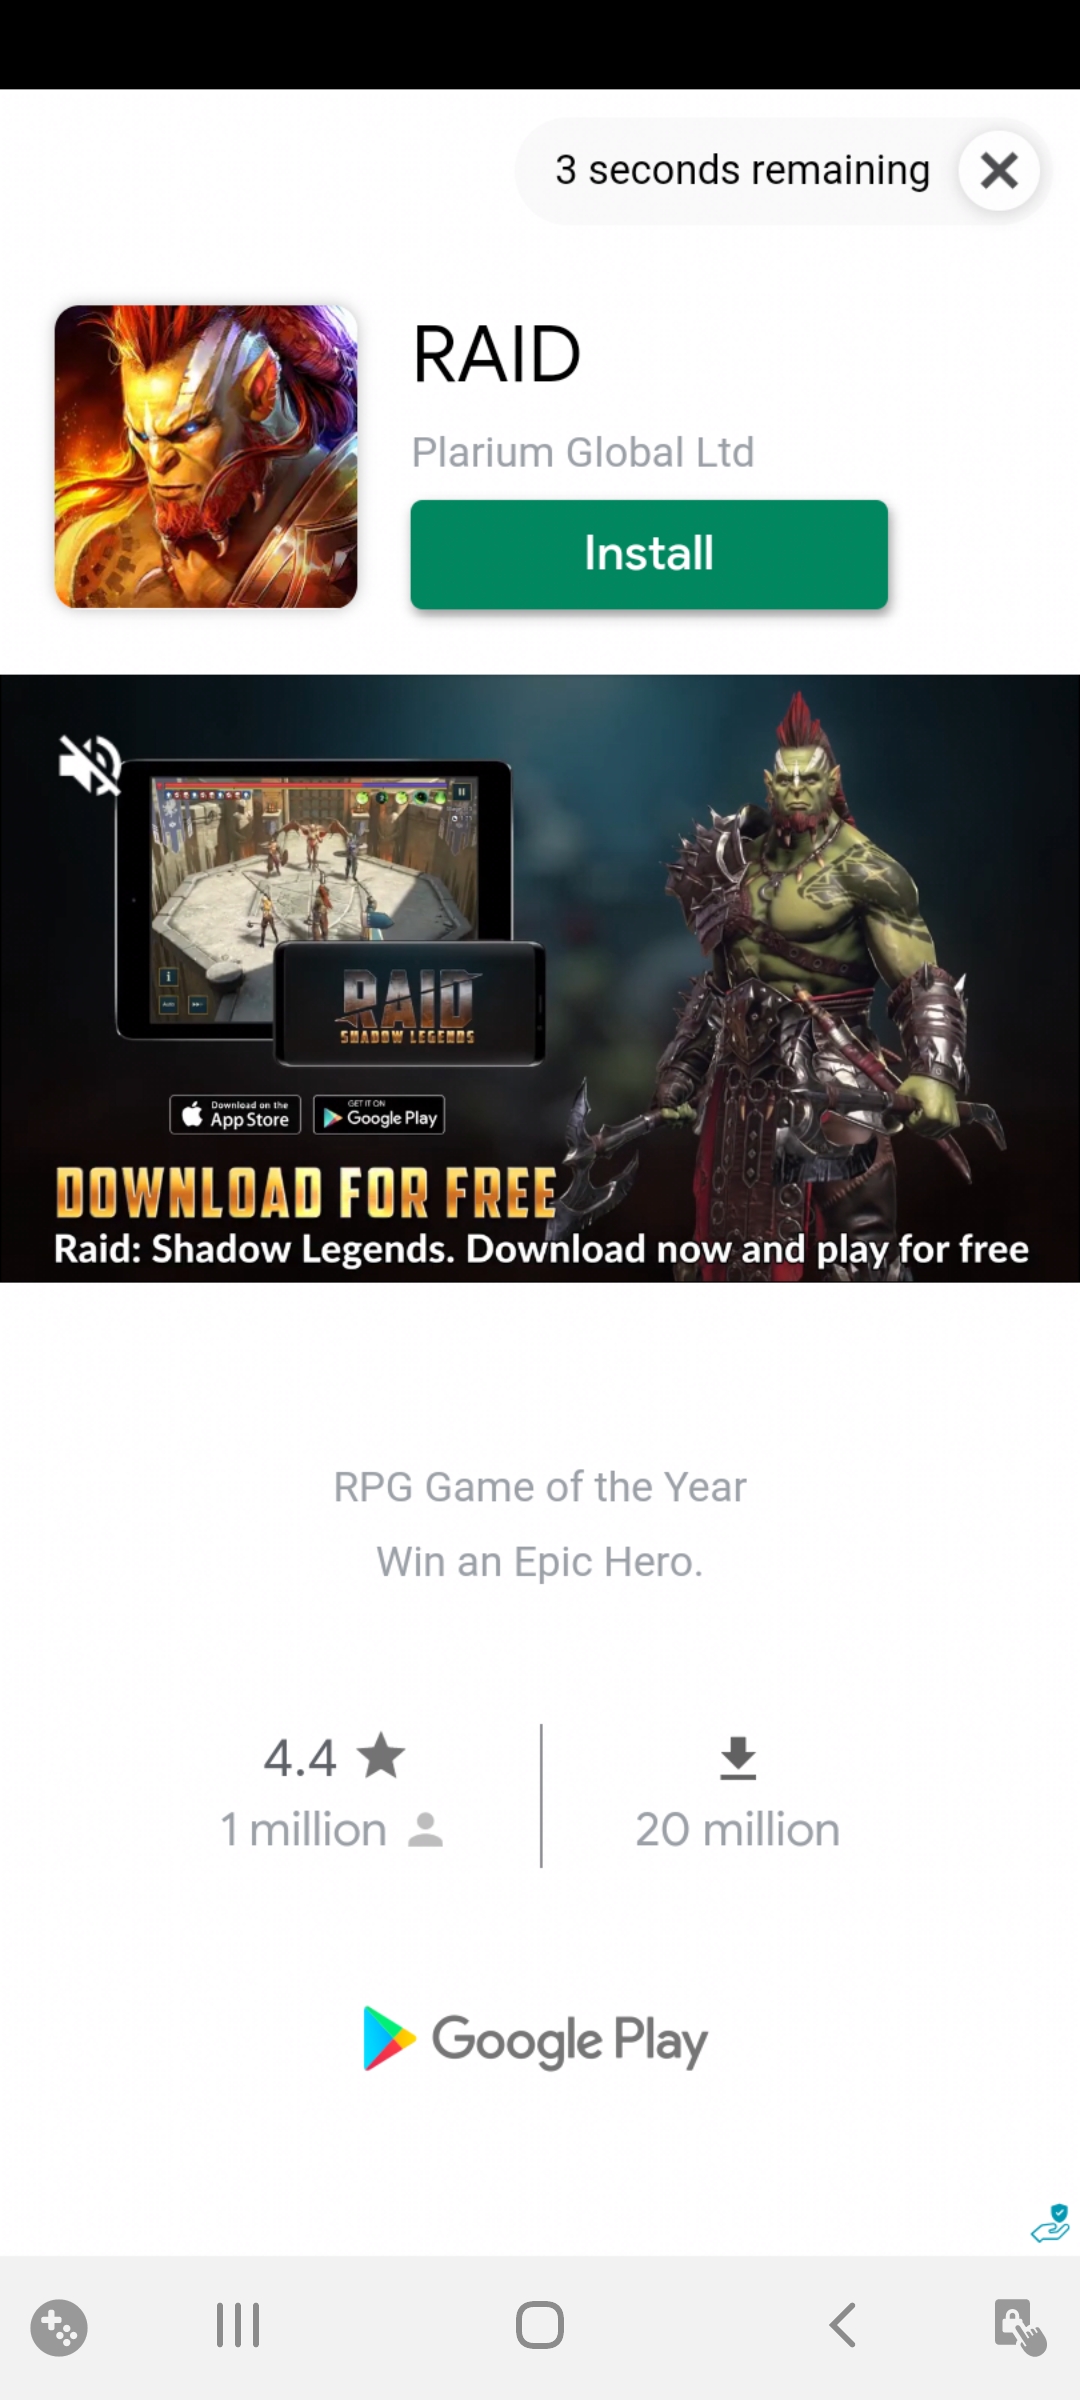 3 seconds remaining
RAID
Plarium Global Ltd
Install
RAID
SHADOW LEGENDS
Download on the
App Store
GET IT ON
Google Play
DOWNLOAD FOR FREE
Raid: Shadow Legends. Download now and play for free
RPG Game of the Year
Win an Epic Hero.
4.4
1 million
20 million
Google Play